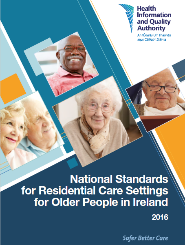 Health
Information
and Quality
Authority
National Standards
for Residential Care Settings
for Older People in Ireland
2016
Safer Better Care